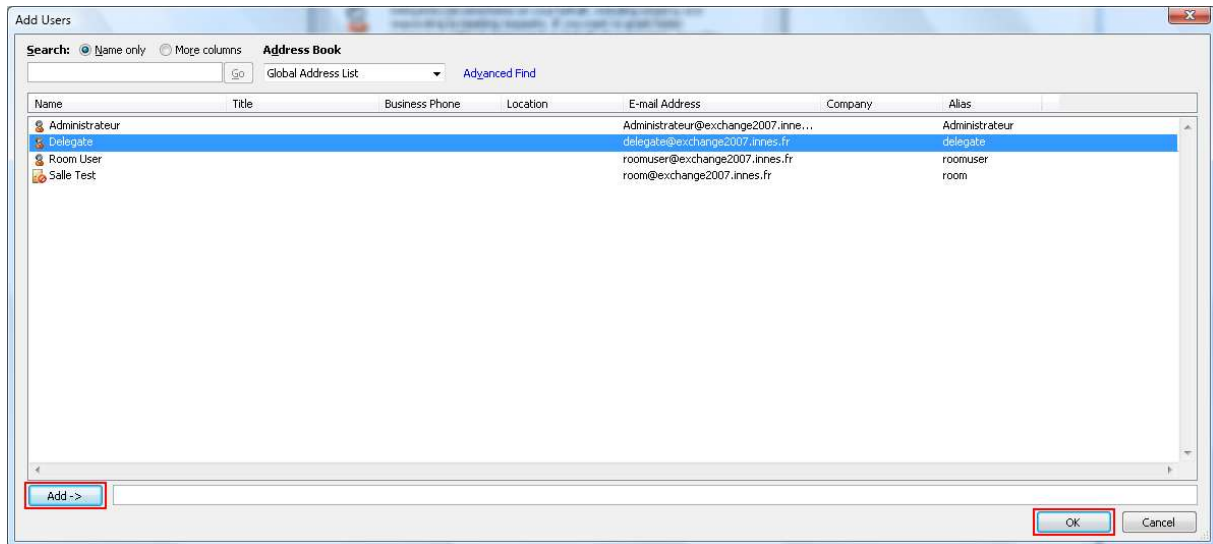 Add Users
Search: Name only More columns Address Book
Go Global Address List Advanced Find
Name Title Business Phone Location E-mail Address Company Alias
Administrateur Administrateur@exchange2007.inne... Administrateur
Delegate delegate@exchange2007.innes.fr delegate
Room User roomuser@exchange2007.innes.fr roomuser
Salle Test room@exchange2007.innes.fr room
Add ->
OK Cancel